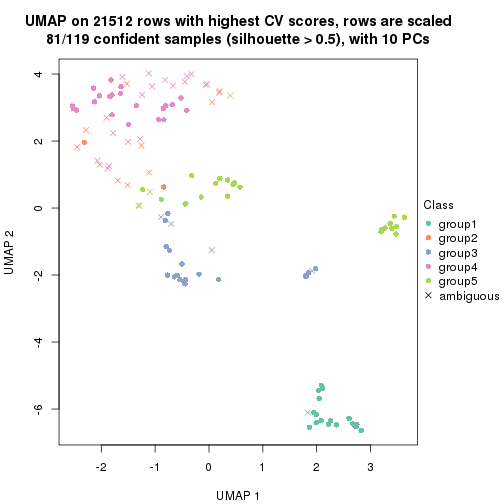 UMAP on 21512 rows with highest CV scores, rows are scaled
81/119 confident samples (silhouette > 0.5), with 10 PCs
4
2
0
-2
-4
-6
UMAP 2
-2
-1
0
1
2
3
UMAP 1
Class
group1
group2
group3
group4
group5
ambiguous